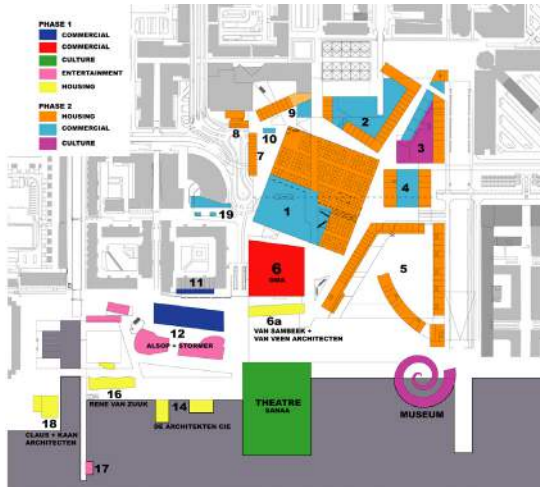 PHASE 1
COMMERCIAL
COMMERCIAL
CULTURE
ENTERTAINMENT
HOUSING
PHASE 2
HOUSING
COMMERCIAL
CULTURE
9
2
8
10
3
7
4
19
1
5
6
OMA
11
6a
12
VAN SAMBEEK +
VAN VEEN ARCHITECTEN
ALSOP + STORMER
16
RENE VAN ZUUK
14
THEATRE
SANAA
MUSEUM
18
DE ARCHITEKTEN CIE
CLAUS + KAAN
ARCHITECTEN
17